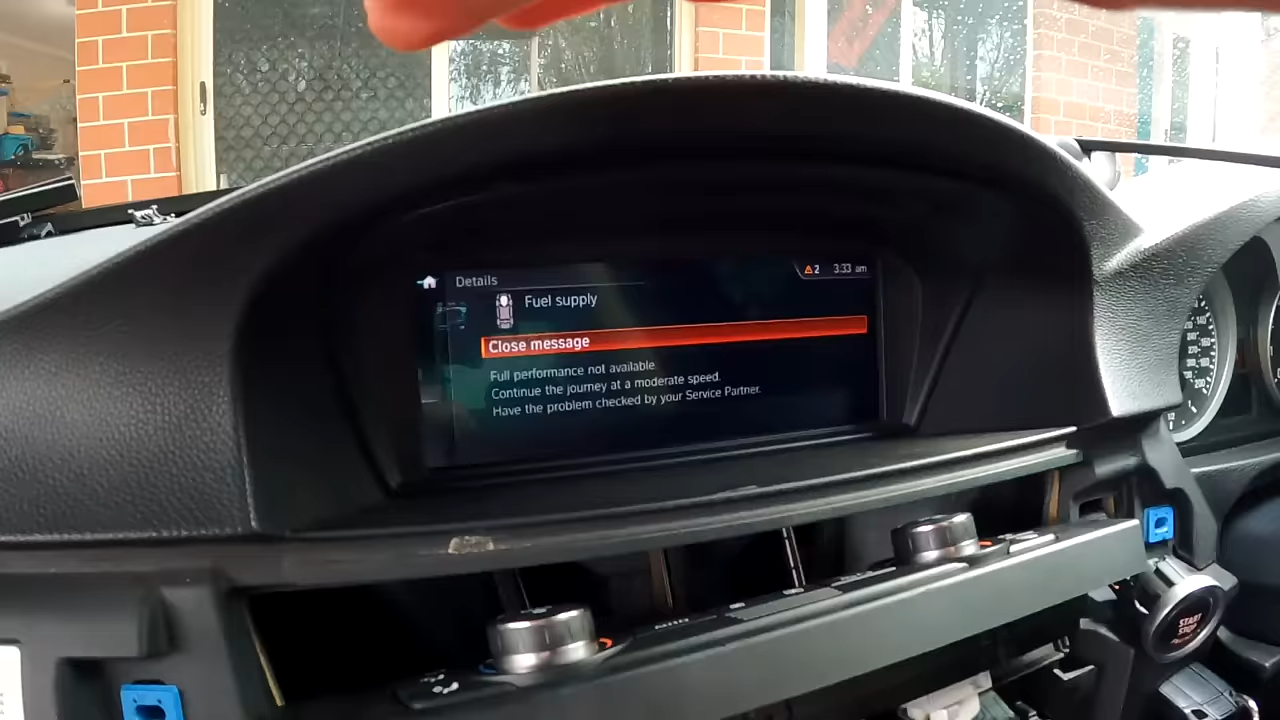 Details
2
3:33 am
Fuel supply
Close message
Full performance not available.
Continue the journey at a moderate speed.
Have the problem checked by your Service Partner.
START
STOP